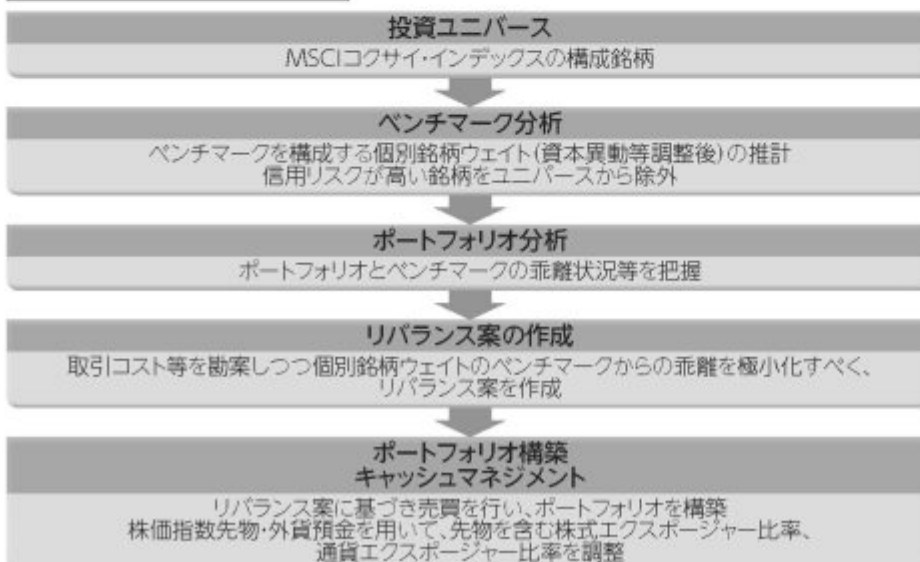 投資ユニバース
MSCIコクサイ・インデックスの構成銘柄
ベンチマーク分析
ベンチマークを構成する個別銘柄ウェイト(資本異動等調整後)の推計
信用リスクが高い銘柄をユニバースから除外
ポートフォリオ分析
ポートフォリオとベンチマークの乖離状況等を把握
リバランス案の作成
取引コスト等を勘案しつつ個別銘柄ウェイトのベンチマークからの乖離を極小化すべく、
リバランス案を作成
ポートフォリオ構築
キャッシュマネジメント
リバランス案に基づき売買を行い、ポートフォリオを構築
株価指数先物・外貨預金を用いて、先物を含む株式エクスポージャー比率、
通貨エクスポージャー比率を調整